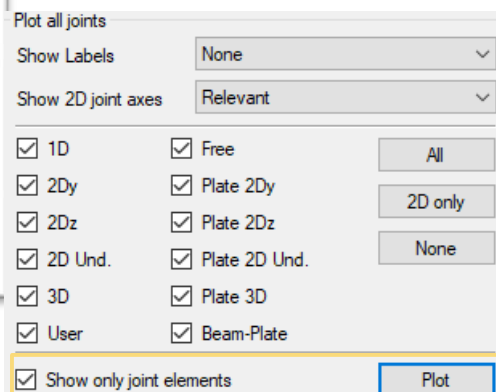 Plot all joints
Show Labels None
Show 2D joint axes Relevant
1D Free All
2Dy Plate 2Dy 2D only
2Dz Plate 2Dz None
2D Und. Plate 2D Und.
3D Plate 3D
User Beam-Plate
Show only joint elements Plot